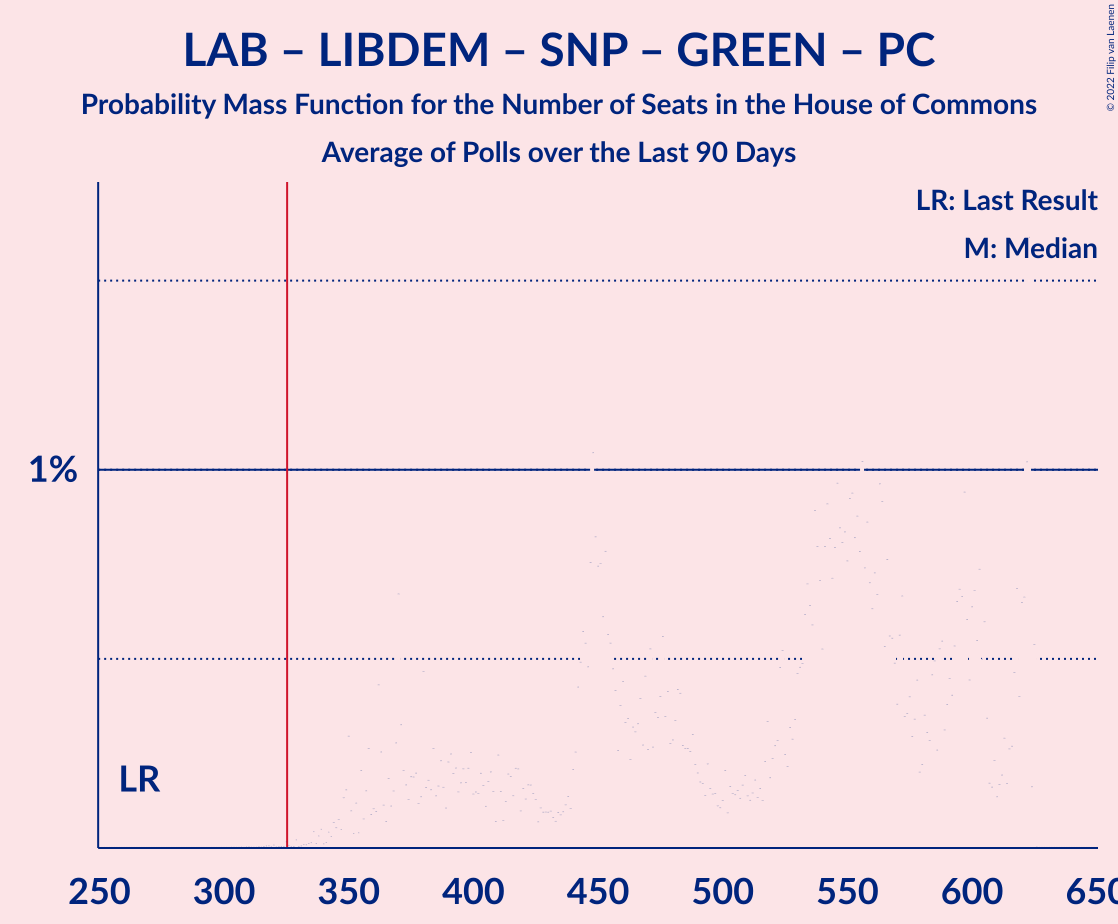 LAB – LIBDEM – SNP – GREEN – PC
Probability Mass Function for the Number of Seats in the House of Commons
Average of Polls over the Last 90 Days
© 2022 Filip van Laenen
LR: Last Result
M: Median
1%
LR
250 300 350 400 450 500 550 600 650